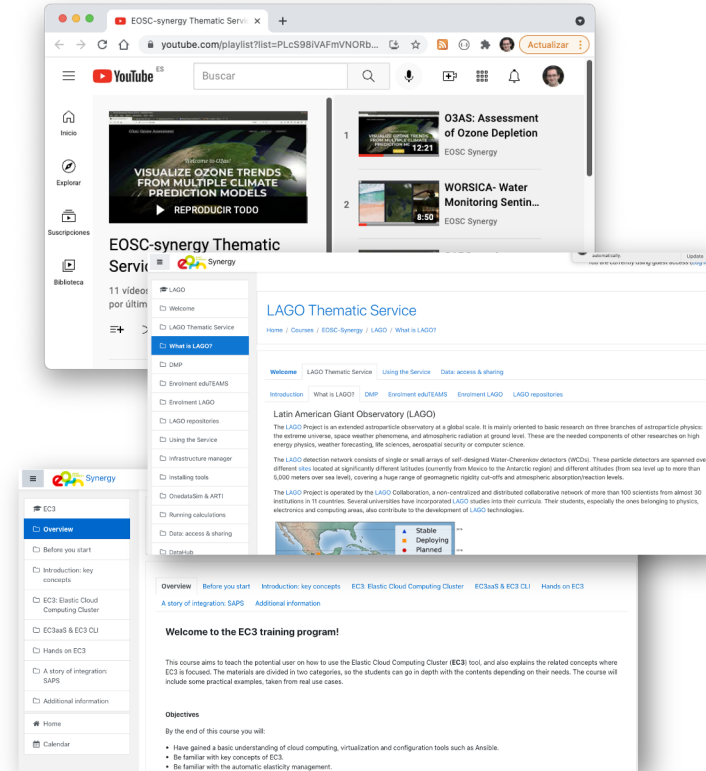 EOSC-synergy Thematic Servic
youtube.com/playlist?list=PLcS98iVAFmVNORb...
Actualizar
YouTube ES
Buscar
Inicio
Explorar
Suscripciones
Biblioteca
O3as Ozone Assessment
Welcome to O3as!
VISUALIZE OZONE TRENDS
FROM MULTIPLE CLIMATE
PREDICTION MODELS
REPRODUCIR TODO
EOSC-synergy Thematic
Servic
11 vídeo
por últim
1
12:21
O3AS: Assessment
of Ozone Depletion
EOSC Synergy
2
8:50
WORSICA- Water
Monitoring Sentin...
EOSC Synergy
Synergy
automatically.
Update
You are currently using guest access
LAGO
Welcome
LAGO Thematic Service
What is LAGO?
DMP
Enrolment eduTEAMS
Enrolment LAGO
LAGO repositories
Using the Service
Infrastructure manager
Installing tools
OnedataSim & ARTI
Running calculations
Data: access & sharing
DataHub
LAGO Thematic Service
Home / Courses / EOSC-Synergy / LAGO / What is LAGO?
Welcome LAGO Thematic Service Using the Service Data: access & sharing
Introduction What is LAGO? DMP Enrolment eduTEAMS Enrolment LAGO LAGO repositories
Latin American Giant Observatory (LAGO)
The LAGO Project is an extended astroparticle observatory at a global scale. It is mainly oriented to basic research on three branches of astroparticle physics:
the extreme universe, space weather phenomena, and atmospheric radiation at ground level. These are the needed components of other researches on high
energy physics, weather forecasting, life sciences, aerospatial security or computer science.
The LAGO detection network consists of single or small arrays of self-designed Water-Cherenkov detectors (WCDs). These particle detectors are spanned over
different sites located at significantly different latitudes (currently from Mexico to the Antarctic region) and different altitudes (from sea level up to more than
5,000 meters over sea level), covering a huge range of geomagnetic rigidity cut-offs and atmospheric absorption/reaction levels.
The LAGO Project is operated by the LAGO Collaboration, a non-centralized and distributed collaborative network of more than 100 scientists from almost 30
institutions in 11 countries. Several universities have incorporated LAGO studies into their curricula. Their students, especially the ones belonging to physics,
electronics and computing areas, also contribute to the development of LAGO technologies.
Stable
Deploying
Planned
Synergy
EC3
Overview
Before you start
Introduction: key
concepts
EC3: Elastic Cloud
Computing Cluster
EC3aaS & EC3 CLI
Hands on EC3
A story of integration:
SAPS
Additional information
Home
Calendar
Overview Before you start Introduction: key concepts EC3: Elastic Cloud Computing Cluster EC3aaS & EC3 CLI Hands on EC3
A story of integration: SAPS Additional information
Welcome to the EC3 training program!
This course aims to teach the potential user on how to use the Elastic Cloud Computing Cluster (EC3) tool, and also explains the related concepts where
EC3 is focused. The materials are divided in two categories, so the students can go in depth with the contents depending on their needs. The course will
include some practical examples, taken from real use cases.
Objectives
By the end of this course you will:
• Have gained a basic understanding of cloud computing, virtualization and configuration tools such as Ansible.
• Be familiar with key concepts of EC3.
• Be familiar with the automatic elasticity management.